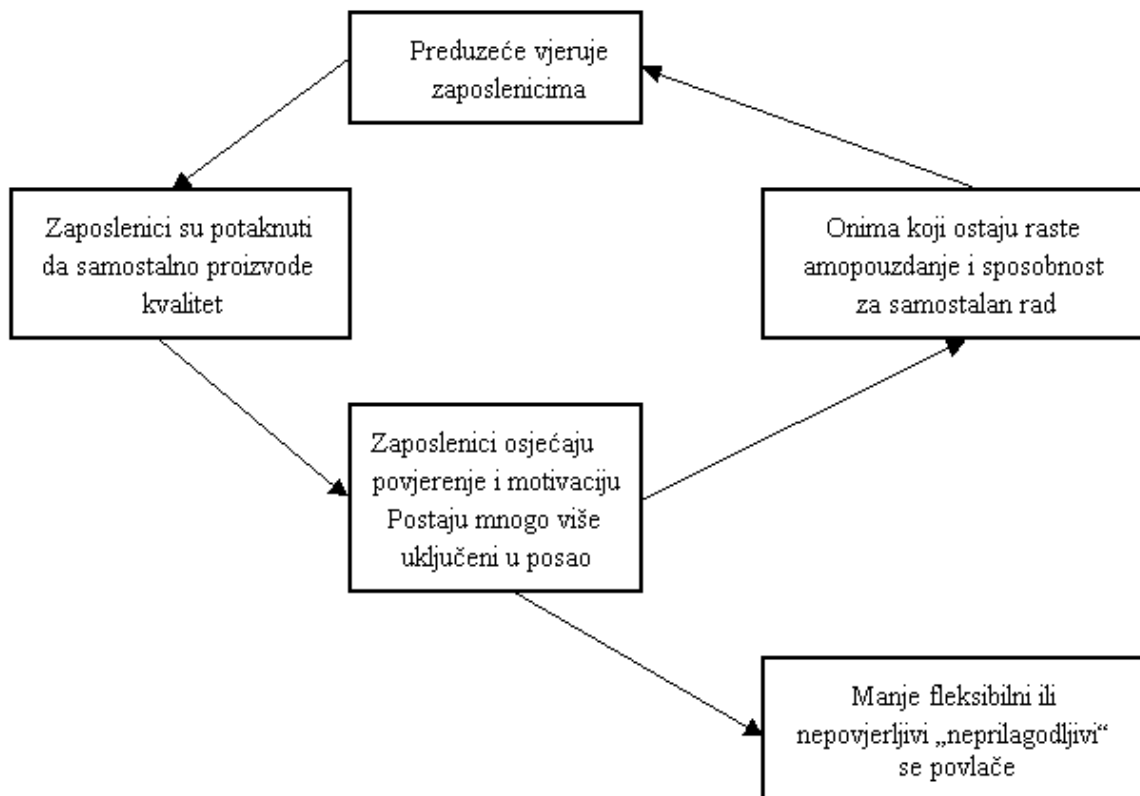 Preduzeće vjeruje
zaposlenicima
Zaposlenici su potaknuti
da samostalno proizvode
kvalitet
Onima koji ostaju raste
amopouzdanje i sposobnost
za samostalan rad
Zaposlenici osjećaju
povjerenje i motivaciju
Postaju mnogo više
uključeni u posao
Manje fleksibilni ili
nepovjerljivi „neprilagodljivi“
se povlače